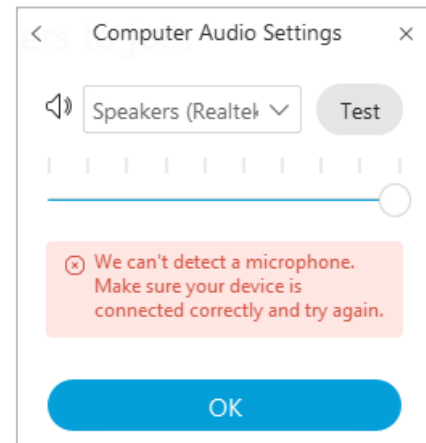 Computer Audio Settings
Speakers (Realtek
Test
We can't detect a microphone.
Make sure your device is
connected correctly and try again.
OK